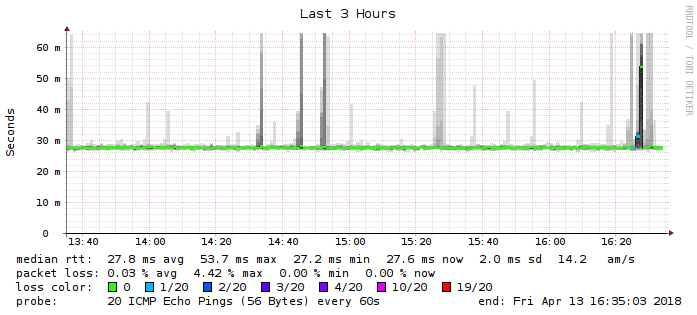 Last 3 Hours
RRDTOOL / TOBI OETIKER
Seconds
60 m
50 m
40 m
30 m
20 m
10 m
0
13:40 14:00 14:20 14:40 15:00 15:20 15:40 16:00 16:20
median rtt: 27.8 ms avg 53.7 ms max 27.2 ms min 27.6 ms now 2.0 ms sd 14.2 am/s
packet loss: 0.03 % avg 4.42 % max 0.00 % min 0.00 % now
loss color: 0 1/20 2/20 3/20 4/20 10/20 19/20
probe: 20 ICMP Echo Pings (56 Bytes) every 60s end: Fri Apr 13 16:35:03 2018